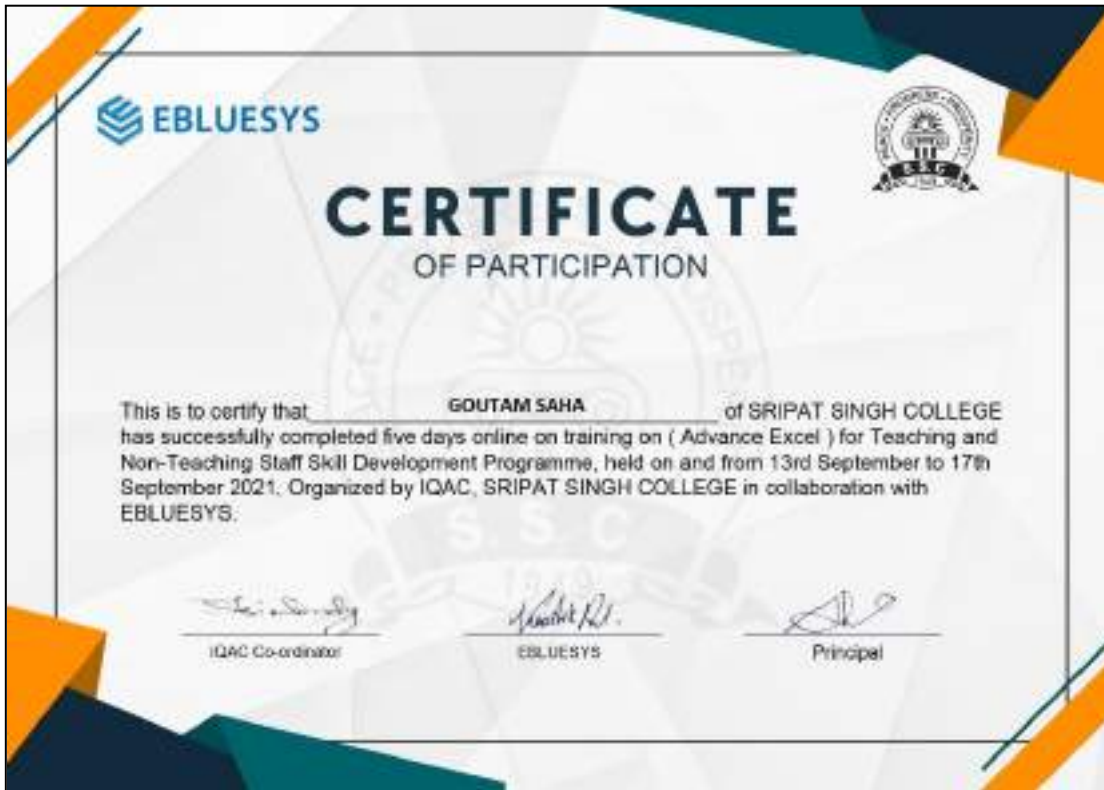 EBLUESYS
CERTIFICATE
OF PARTICIPATION
This is to certify that GOUTAM SAHA of SRIPAT SINGH COLLEGE
has successfully completed five days online on training on ( Advance Excel ) for Teaching and
Non-Teaching Staff Skill Development Programme, held on and from 13rd September to 17th
September 2021, Organized by IQAC, SRIPAT SINGH COLLEGE in collaboration with
EBLUESYS.
S. S. C
1949
IQAC Co-ordinator
EBLUESYS
Principal